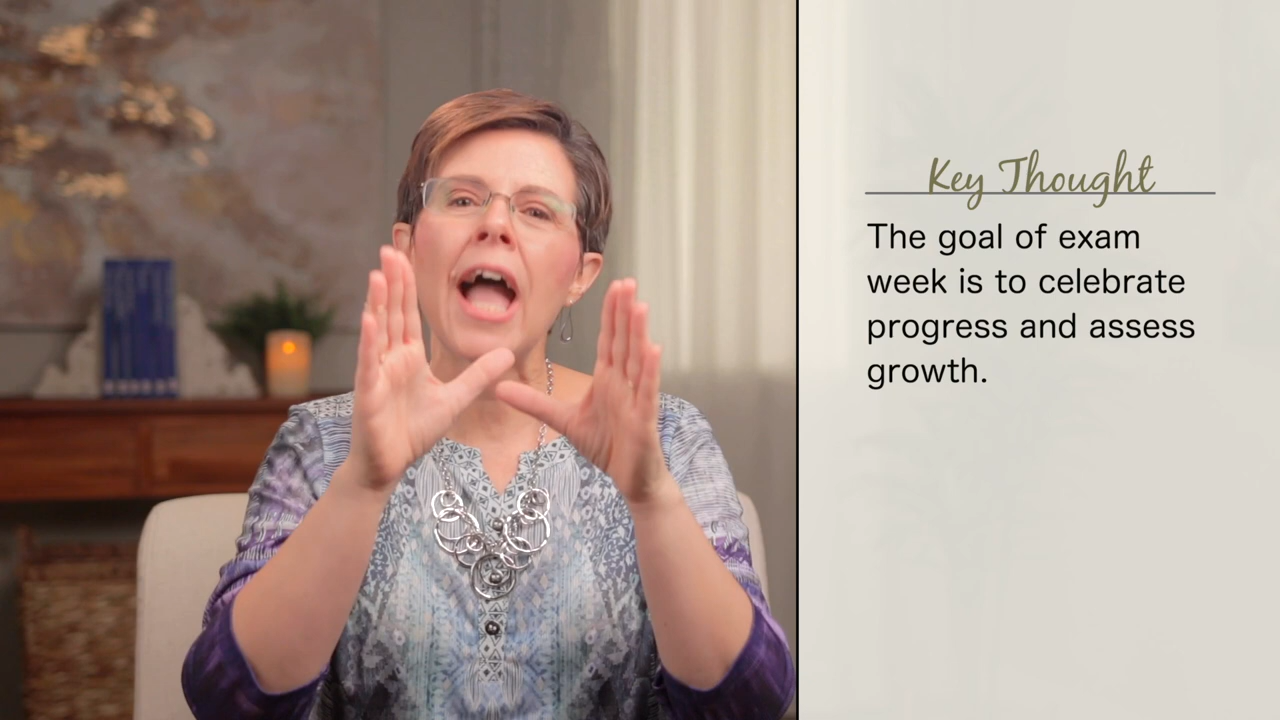 Key Thought
The goal of exam
week is to celebrate
progress and assess
growth.